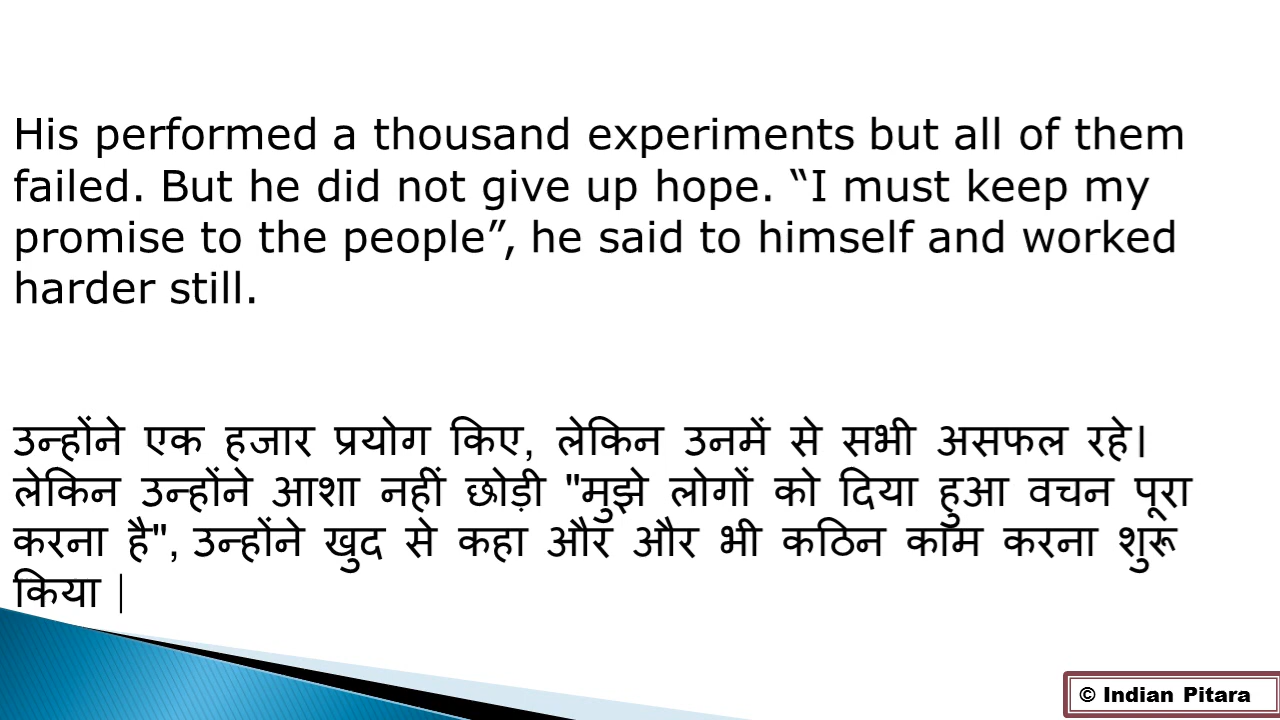 His performed a thousand experiments but all of them
failed. But he did not give up hope. “I must keep my
promise to the people”, he said to himself and worked
harder still.
उन्होंने एक हजार प्रयोग किए, लेकिन उनमें से सभी असफल रहे।
लेकिन उन्होंने आशा नहीं छोड़ी "मुझे लोगों को दिया हुआ वचन पूरा
करना है", उन्होंने खुद से कहा और और भी कठिन काम करना शुरू
किया |
© Indian Pitara